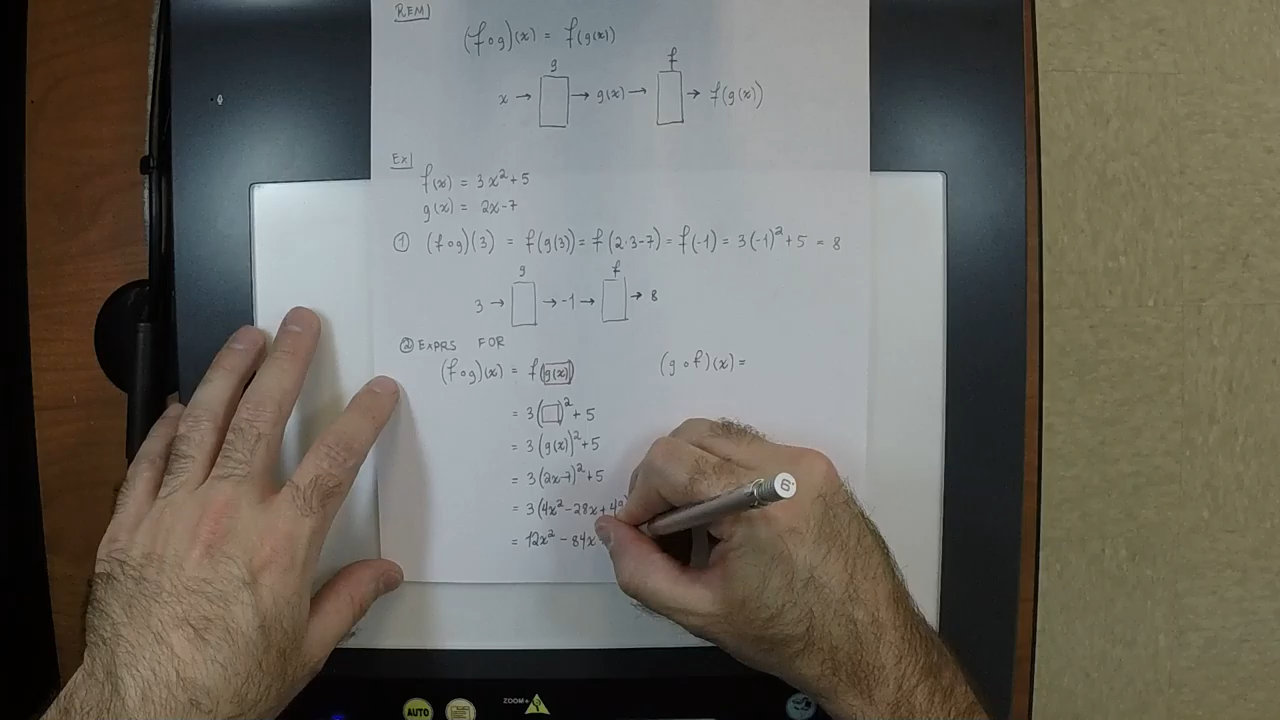 REM)
(f∘g)(x) = f(g(x))
g f
x → → g(x) → → f(g(x))
Ex)
f(x) = 3x²+5
g(x) = 2x-7
① (f∘g)(3) = f(g(3)) = f(2·3-7) = f(-1) = 3(-1)²+5 = 8
g f
3 → → -1 → → 8
② EXPRS FOR
(f∘g)(x) = f(g(x)) (g∘f)(x) =
= 3( )²+5
= 3(g(x))²+5
= 3(2x-7)²+5
= 3(4x²-28x+49
= 12x²-84x
AUTO
ZOOM+